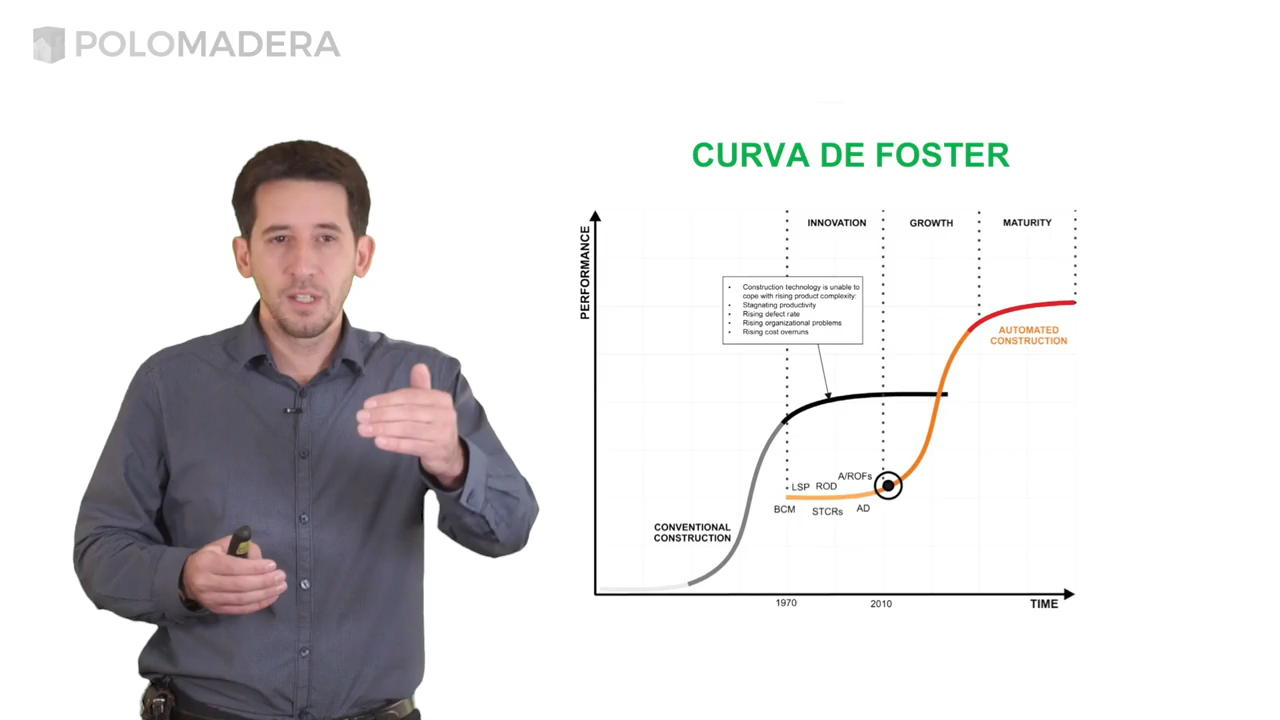 POLOMADERA
CURVA DE FOSTER
PERFORMANCE
INNOVATION
GROWTH
MATURITY
• Construction technology is unable to
cope with rising product complexity:
• Stagnating productivity
• Rising defect rate
• Rising organizational problems
• Rising cost overruns
AUTOMATED
CONSTRUCTION
A/ROFs
LSP
ROD
BCM
STCRs
AD
CONVENTIONAL
CONSTRUCTION
1970
2010
TIME